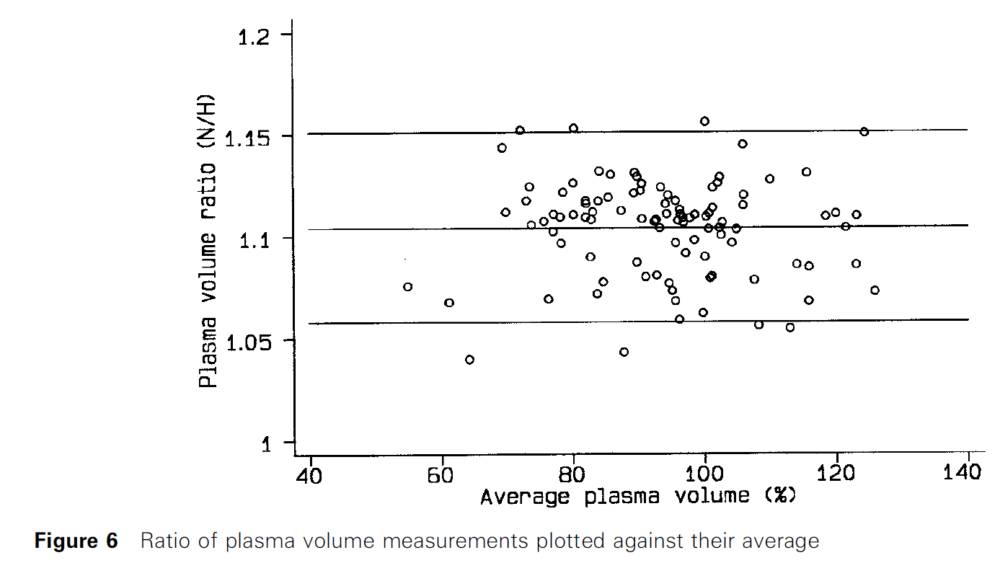 1.2
1.15
1.1
1.05
1
Plasma volume ratio (N/H)
40 60 80 100 120 140
Average plasma volume (%)
Figure 6 Ratio of plasma volume measurements plotted against their average